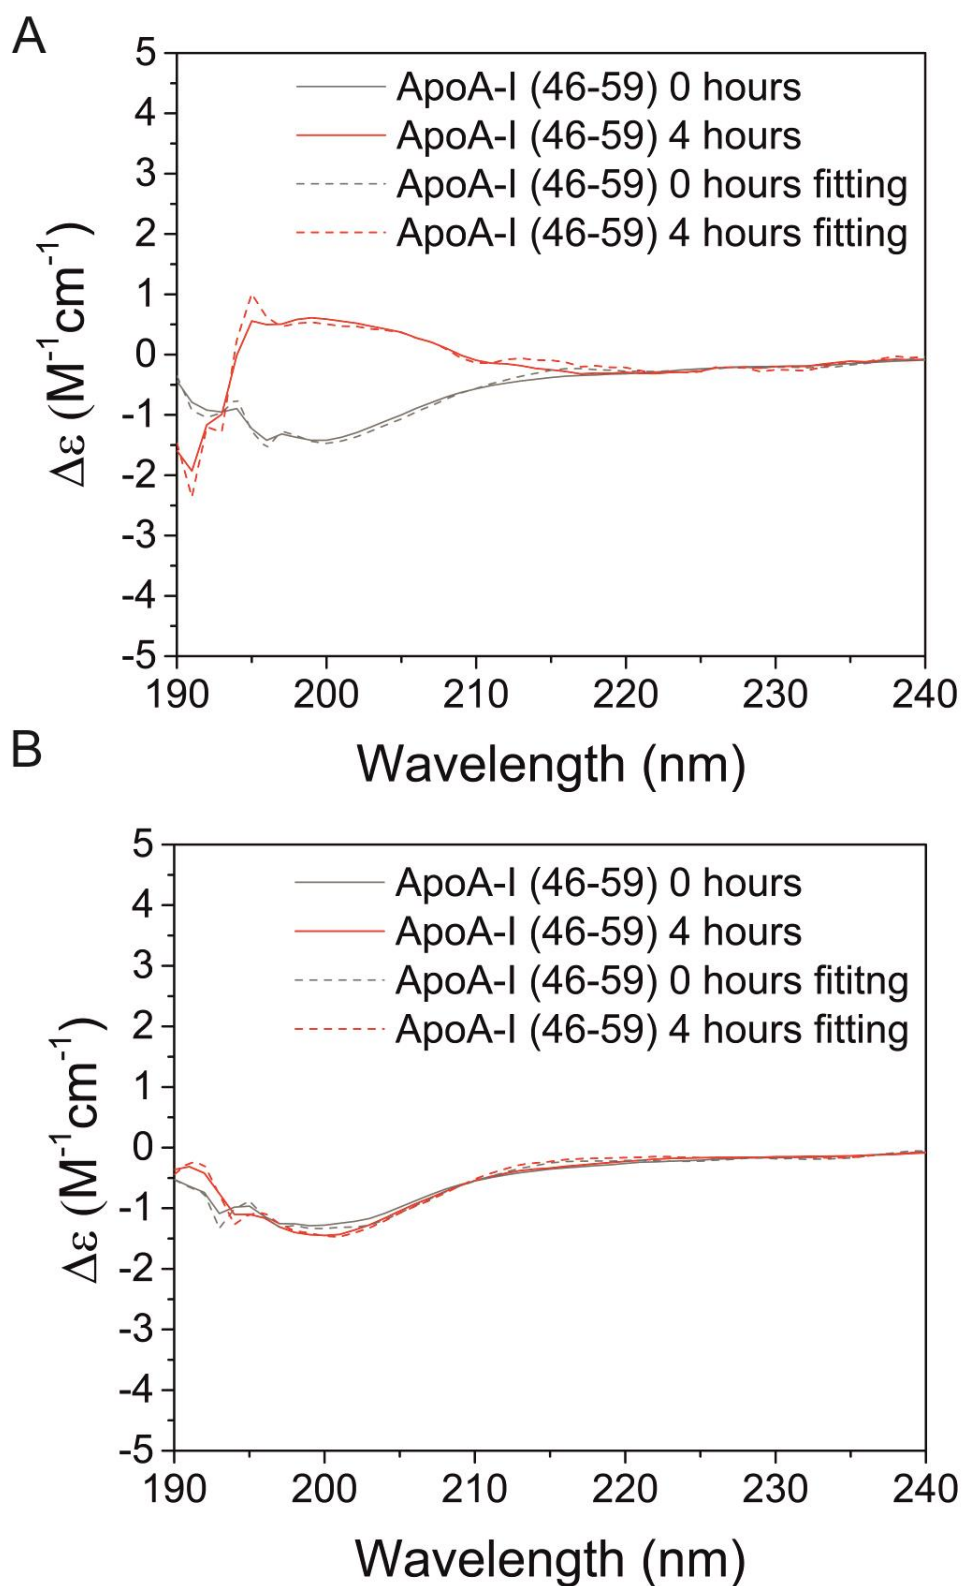 A
5
4
3
2
1
0
-1
-2
-3
-4
-5
Δε (M⁻¹cm⁻¹)
ApoA-I (46-59) 0 hours
ApoA-I (46-59) 4 hours
ApoA-I (46-59) 0 hours fitting
ApoA-I (46-59) 4 hours fitting
190 200 210 220 230 240
Wavelength (nm)
B
5
4
3
2
1
0
-1
-2
-3
-4
-5
Δε (M⁻¹cm⁻¹)
ApoA-I (46-59) 0 hours
ApoA-I (46-59) 4 hours
ApoA-I (46-59) 0 hours fititng
ApoA-I (46-59) 4 hours fitting
190 200 210 220 230 240
Wavelength (nm)